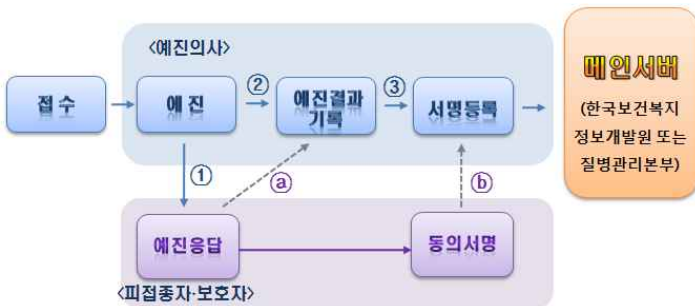 <예진의사>
접 수
예 진
②
예진결과
기록
③
서명등록
메인서버
(한국보건복지
정보개발원 또는
질병관리본부)
①
ⓐ
ⓑ
예진응답
동의서명
<피접종자·보호자>